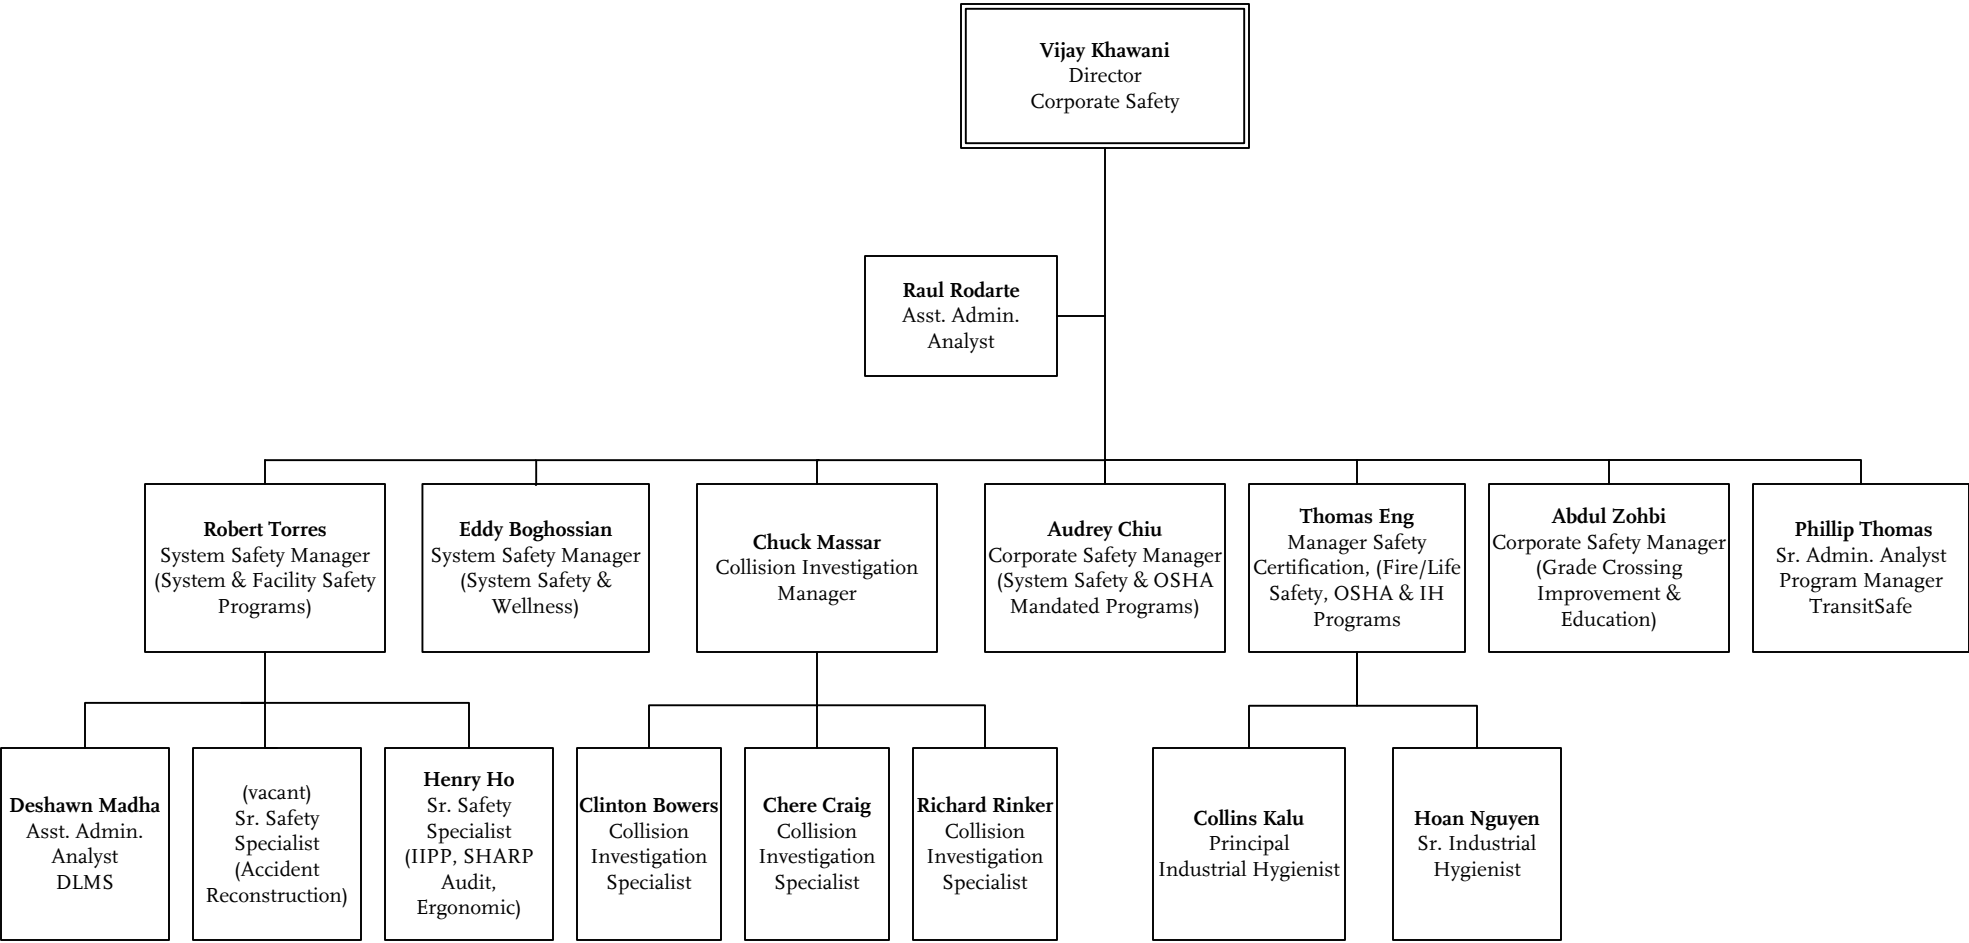 Vijay Khawani
Director
Corporate Safety
Raul Rodarte
Asst. Admin.
Analyst
Robert Torres
System Safety Manager
(System & Facility Safety
Programs)
Eddy Boghossian
System Safety Manager
(System Safety &
Wellness)
Chuck Massar
Collision Investigation
Manager
Audrey Chiu
Corporate Safety Manager
(System Safety & OSHA
Mandated Programs)
Thomas Eng
Manager Safety
Certification, (Fire/Life
Safety, OSHA & IH
Programs
Abdul Zohbi
Corporate Safety Manager
(Grade Crossing
Improvement &
Education)
Phillip Thomas
Sr. Admin. Analyst
Program Manager
TransitSafe
Deshawn Madha
Asst. Admin.
Analyst
DLMS
(vacant)
Sr. Safety
Specialist
(Accident
Reconstruction)
Henry Ho
Sr. Safety
Specialist
(IIPP, SHARP
Audit,
Ergonomic)
Clinton Bowers
Collision
Investigation
Specialist
Chere Craig
Collision
Investigation
Specialist
Richard Rinker
Collision
Investigation
Specialist
Collins Kalu
Principal
Industrial Hygienist
Hoan Nguyen
Sr. Industrial
Hygienist